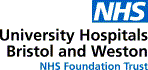 NHS
University Hospitals
Bristol and Weston
NHS Foundation Trust